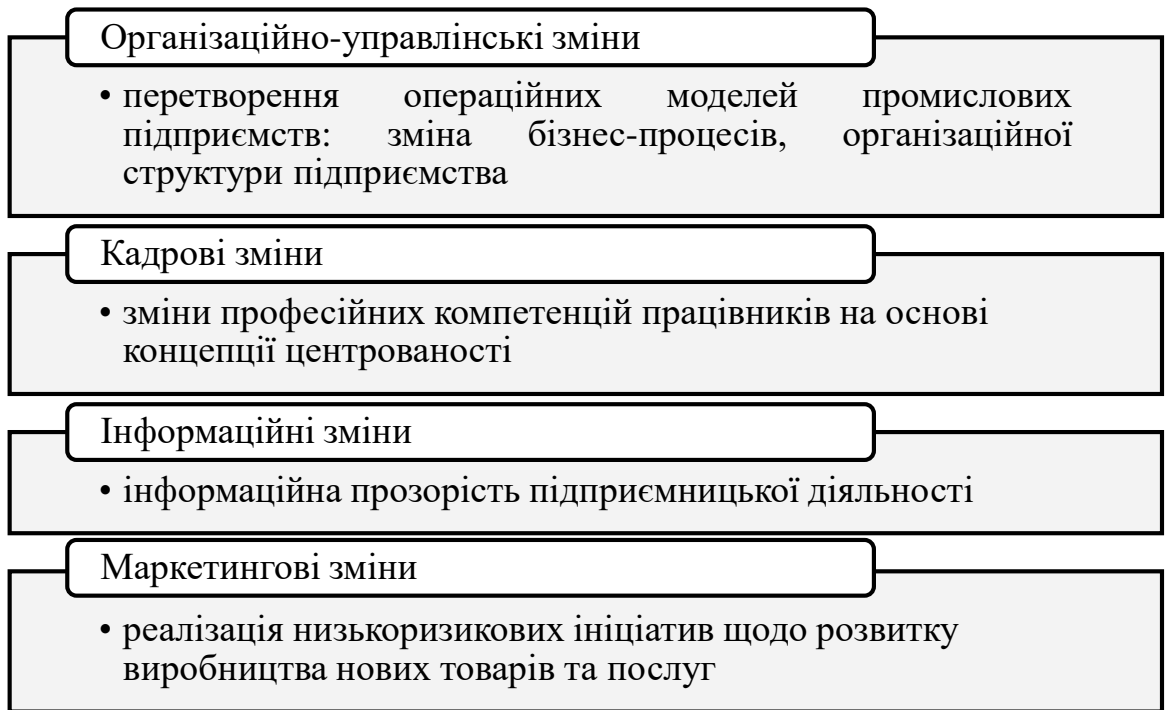 Організаційно-управлінські зміни
• перетворення операційних моделей промислових
підприємств: зміна бізнес-процесів, організаційної
структури підприємства
Кадрові зміни
• зміни професійних компетенцій працівників на основі
концепції центрованості
Інформаційні зміни
• інформаційна прозорість підприємницької діяльності
Маркетингові зміни
• реалізація низькоризикових ініціатив щодо розвитку
виробництва нових товарів та послуг